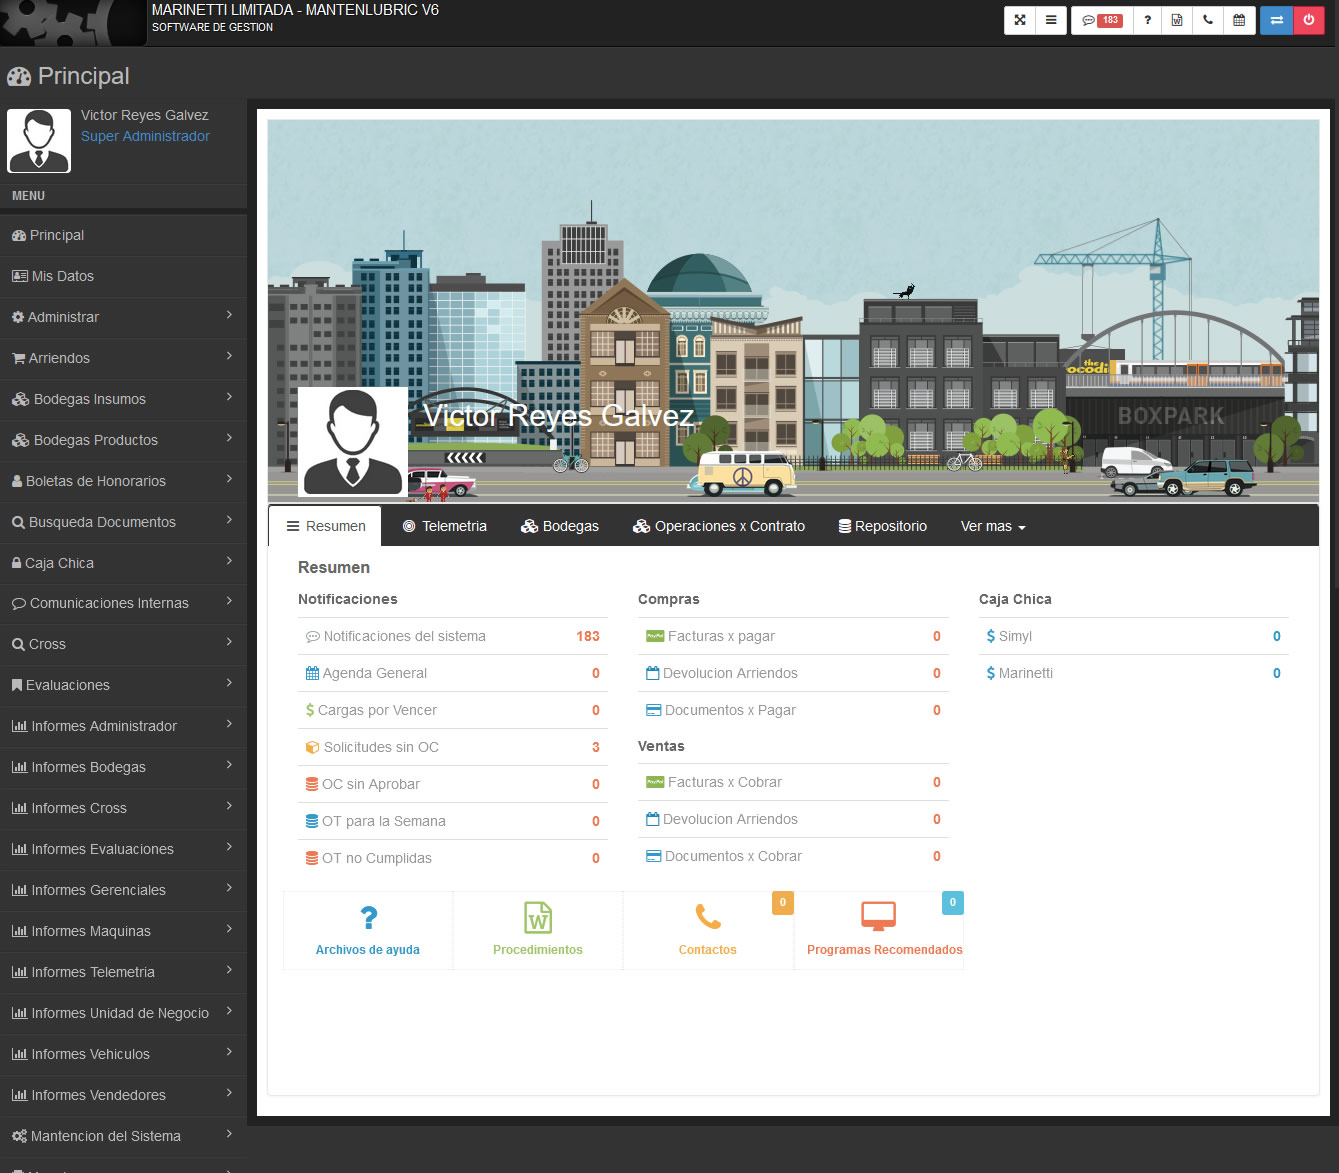 MARINETTI LIMITADA - MANTENLUBRIC V6
SOFTWARE DE GESTION
183
?
Principal
Victor Reyes Galvez
Super Administrador
MENU
Principal
Mis Datos
Administrar
Arriendos
Bodegas Insumos
Bodegas Productos
Boletas de Honorarios
Busqueda Documentos
Caja Chica
Comunicaciones Internas
Cross
Evaluaciones
Informes Administrador
Informes Bodegas
Informes Cross
Informes Evaluaciones
Informes Gerenciales
Informes Maquinas
Informes Telemetria
Informes Unidad de Negocio
Informes Vehiculos
Informes Vendedores
Mantencion del Sistema
the
ocodi
BOXPARK
Victor Reyes Galvez
Resumen
Telemetria
Bodegas
Operaciones x Contrato
Repositorio
Ver mas
Resumen
Notificaciones
Notificaciones del sistema 183
Agenda General 0
Cargas por Vencer 0
Solicitudes sin OC 3
OC sin Aprobar 0
OT para la Semana 0
OT no Cumplidas 0
Compras
Facturas x pagar 0
Devolucion Arriendos 0
Documentos x Pagar 0
Ventas
Facturas x Cobrar 0
Devolucion Arriendos 0
Documentos x Cobrar 0
Caja Chica
$ Simyl 0
$ Marinetti 0
?
Archivos de ayuda
W
Procedimientos
0
Contactos
0
Programas Recomendados